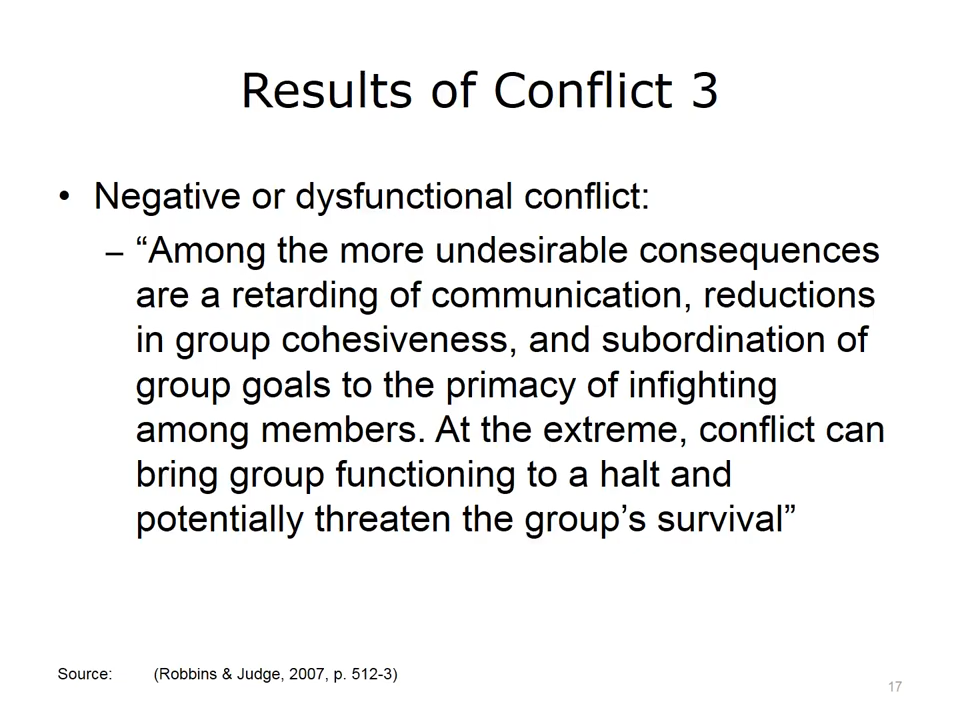 Results of Conflict 3
• Negative or dysfunctional conflict:
– “Among the more undesirable consequences
are a retarding of communication, reductions
in group cohesiveness, and subordination of
group goals to the primacy of infighting
among members. At the extreme, conflict can
bring group functioning to a halt and
potentially threaten the group’s survival”
Source: (Robbins & Judge, 2007, p. 512-3)
17